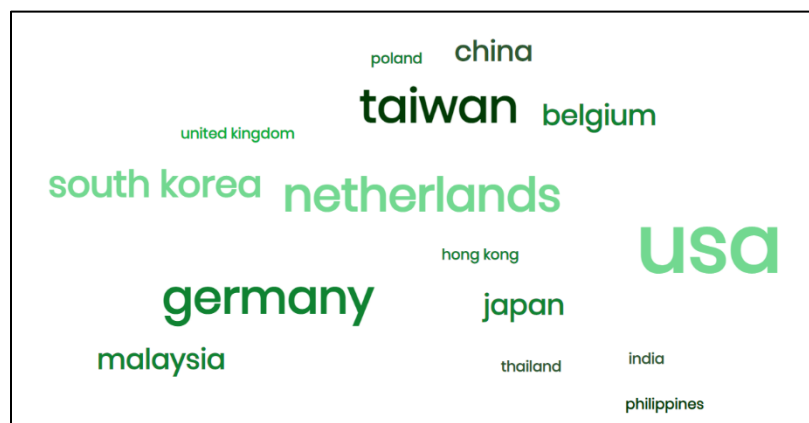 poland
china
taiwan
belgium
united kingdom
south korea
netherlands
usa
hong kong
germany
japan
malaysia
thailand
india
philippines